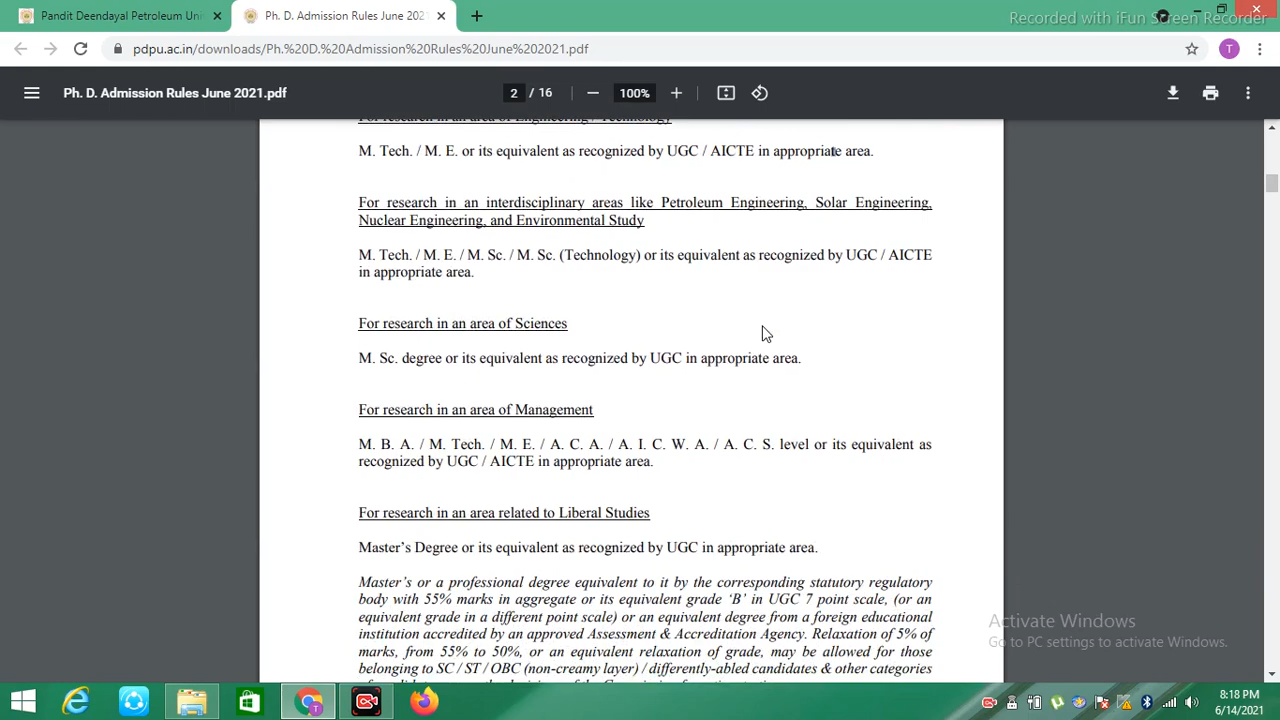 Pandit Deendayal Petroleum Uni
Ph. D. Admission Rules June 2021
Recorded with iFun Screen Recorder
pdpu.ac.in/downloads/Ph.%20D.%20Admission%20Rules%20June%202021.pdf
T
Ph. D. Admission Rules June 2021.pdf
2 / 16
100%
For research in an area of Engineering / Technology
M. Tech. / M. E. or its equivalent as recognized by UGC / AICTE in appropriate area.
For research in an interdisciplinary areas like Petroleum Engineering, Solar Engineering,
Nuclear Engineering, and Environmental Study
M. Tech. / M. E. / M. Sc. / M. Sc. (Technology) or its equivalent as recognized by UGC / AICTE
in appropriate area.
For research in an area of Sciences
M. Sc. degree or its equivalent as recognized by UGC in appropriate area.
For research in an area of Management
M. B. A. / M. Tech. / M. E. / A. C. A. / A. I. C. W. A. / A. C. S. level or its equivalent as
recognized by UGC / AICTE in appropriate area.
For research in an area related to Liberal Studies
Master’s Degree or its equivalent as recognized by UGC in appropriate area.
Master’s or a professional degree equivalent to it by the corresponding statutory regulatory
body with 55% marks in aggregate or its equivalent grade ‘B’ in UGC 7 point scale, (or an
equivalent grade in a different point scale) or an equivalent degree from a foreign educational
institution accredited by an approved Assessment & Accreditation Agency. Relaxation of 5% of
marks, from 55% to 50%, or an equivalent relaxation of grade, may be allowed for those
belonging to SC / ST / OBC (non-creamy layer) / differently-abled candidates & other categories
Activate Windows
Go to PC settings to activate Windows.
8:18 PM
6/14/2021